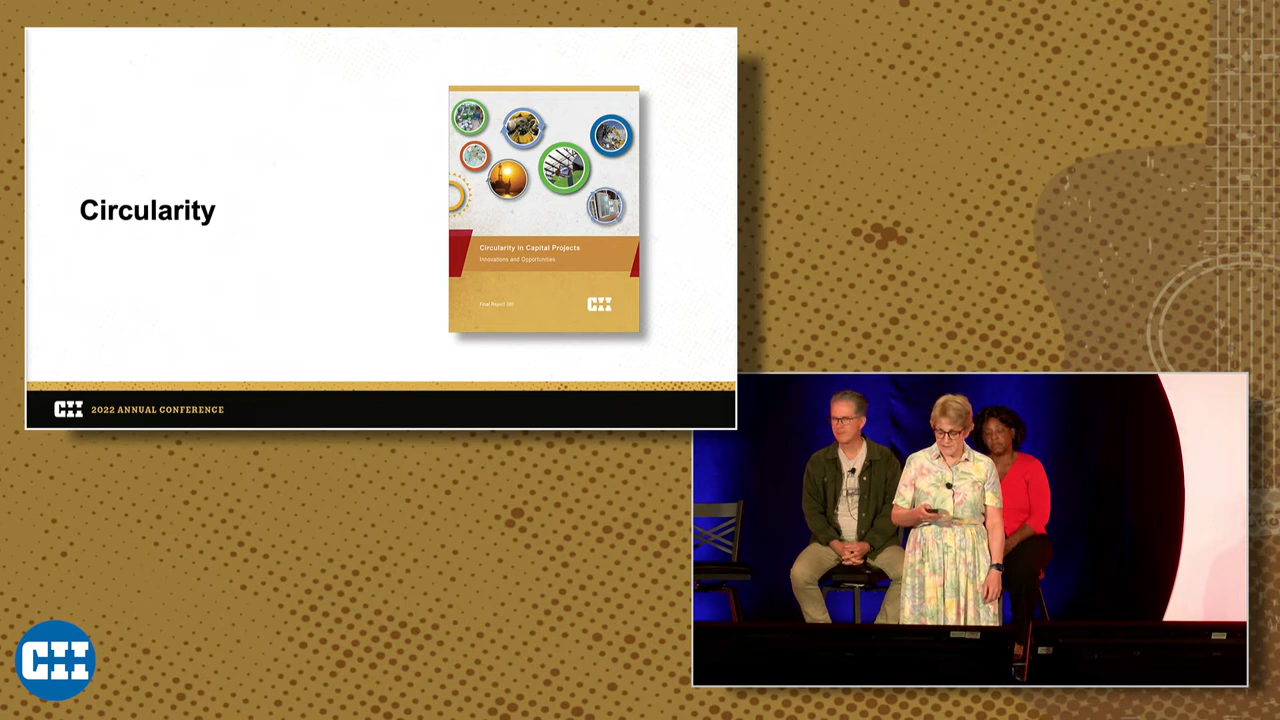 Circularity
Circularity in Capital Projects
Innovations and Opportunities
CII
CII 2022 ANNUAL CONFERENCE
CII